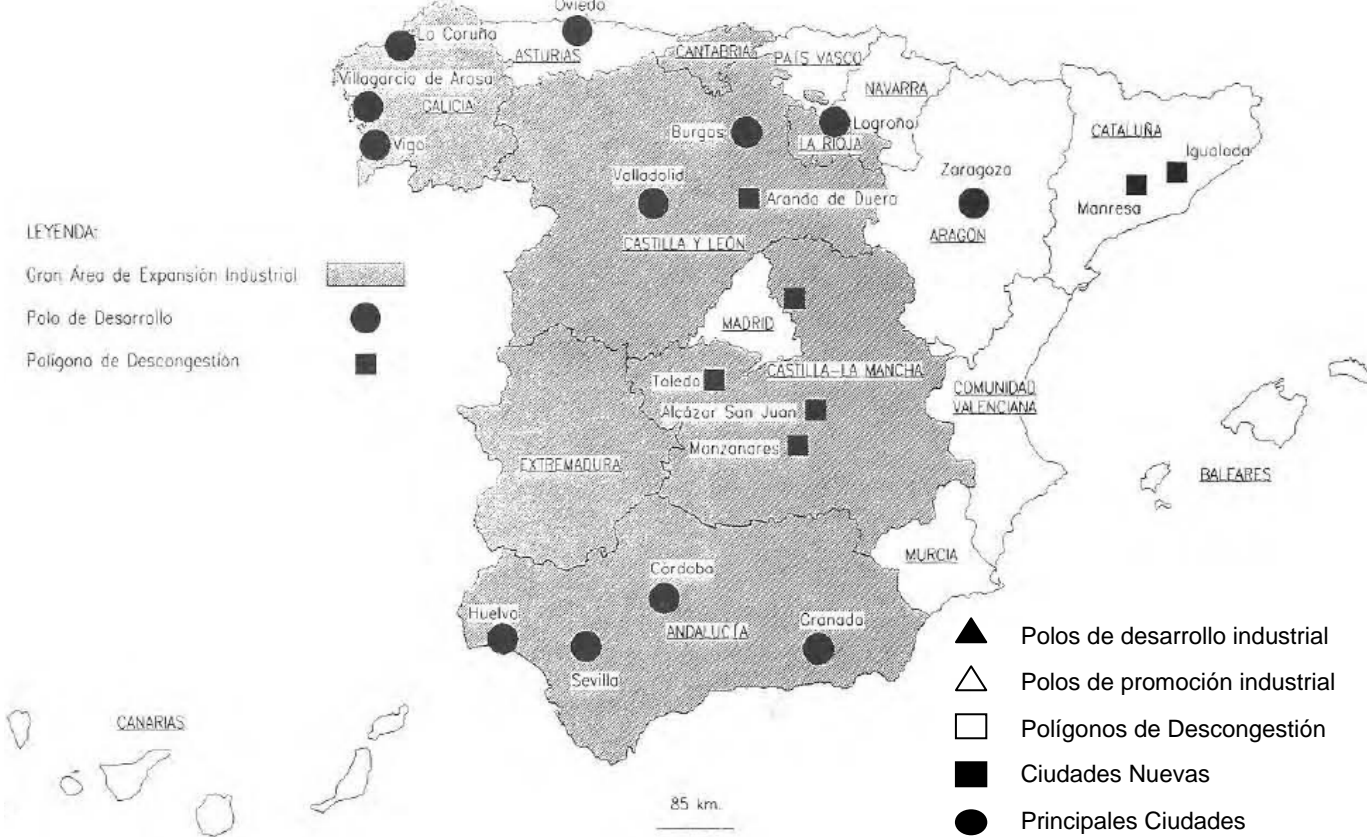 Oviedo
La Coruña
ASTURIAS
CANTABRIA
PAÍS VASCO
Villagarcía de Arosa
GALICIA
NAVARRA
Vigo
Burgos
Logroño
LA RIOJA
CATALUÑA
Igualada
Manresa
Valladolid
Aranda de Duero
Zaragoza
ARAGÓN
CASTILLA Y LEÓN
LEYENDA:
Gran Área de Expansión Industrial
Polo de Desarrollo
Polígono de Descongestión
MADRID
CASTILLA-LA MANCHA
Toledo
Alcázar San Juan
Manzanares
COMUNIDAD
VALENCIANA
EXTREMADURA
BALEARES
MURCIA
Córdoba
Huelva
ANDALUCÍA
Granada
Sevilla
CANARIAS
85 km.
Polos de desarrollo industrial
Polos de promoción industrial
Polígonos de Descongestión
Ciudades Nuevas
Principales Ciudades